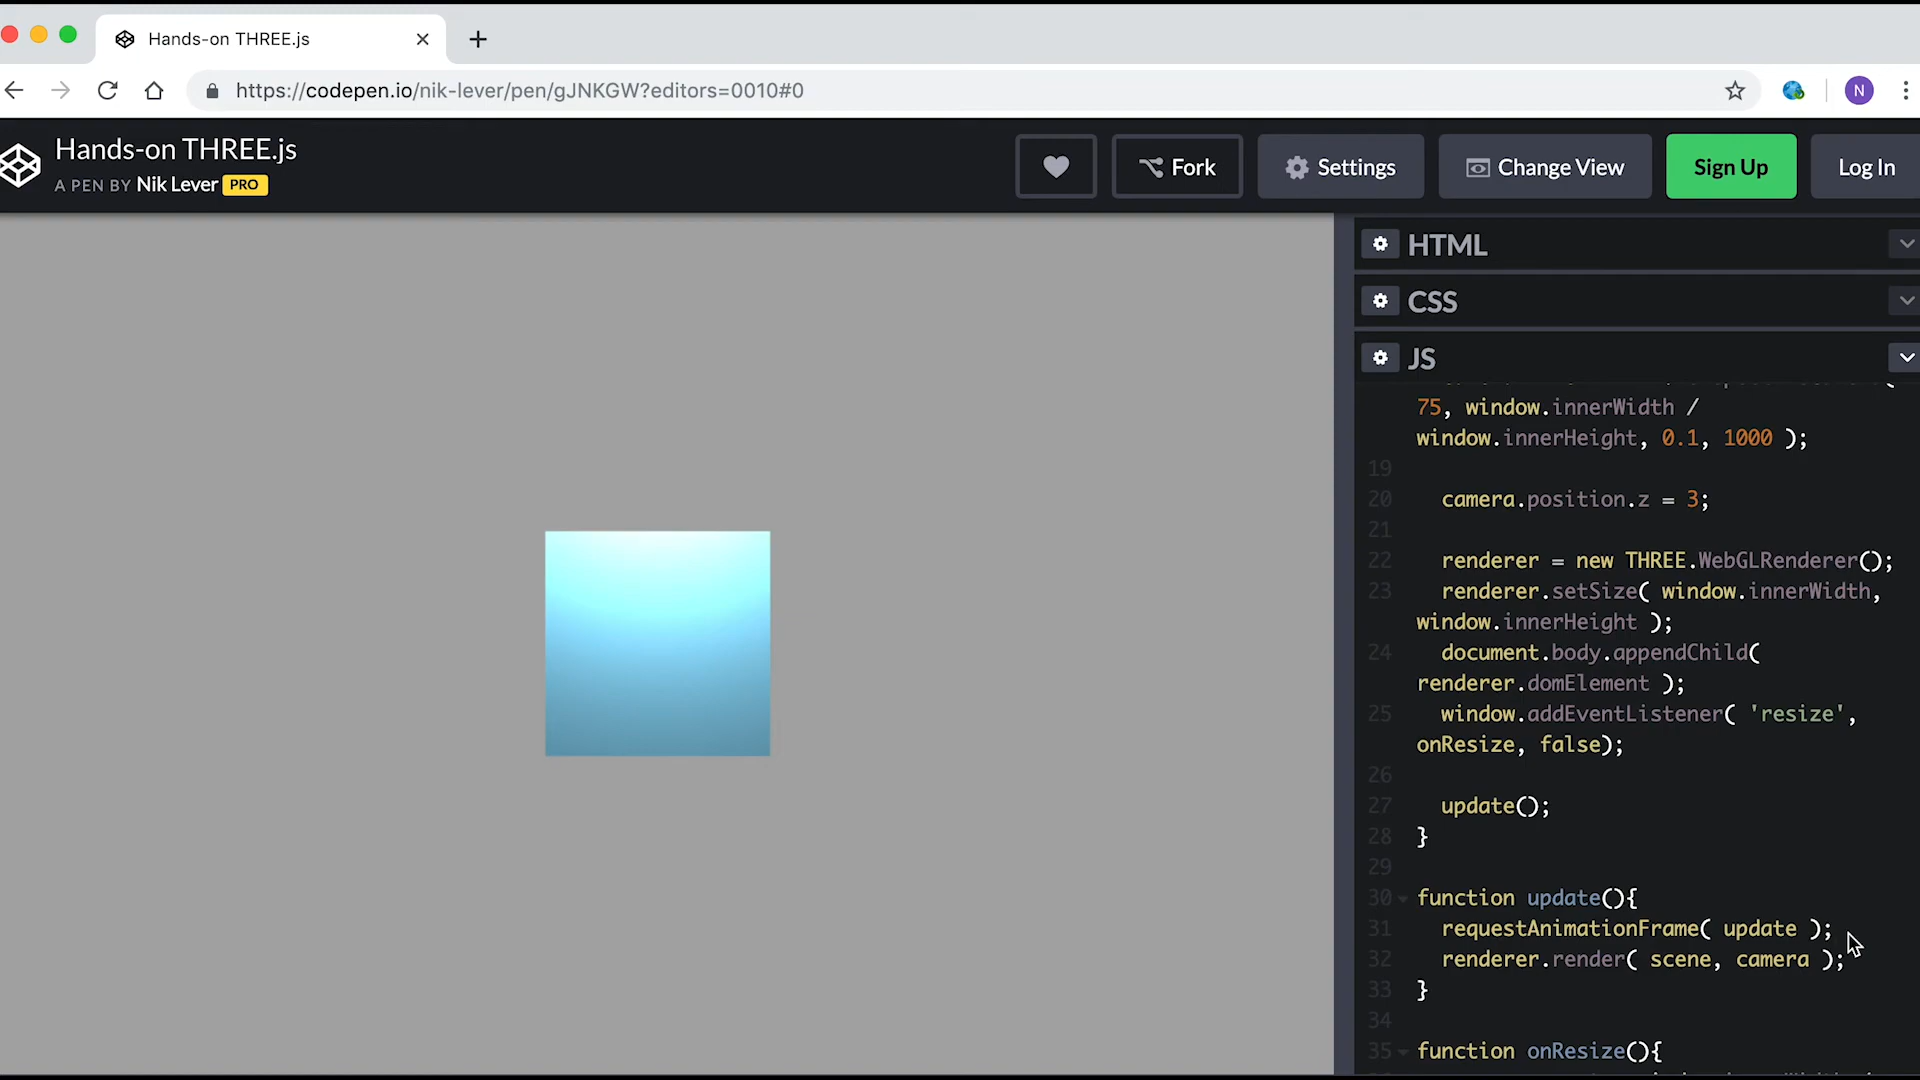 Hands-on THREE.js
https://codepen.io/nik-lever/pen/gJNKGW?editors=0010#0
N
Hands-on THREE.js
A PEN BY Nik Lever PRO
Fork
Settings
Change View
Sign Up
Log In
HTML
CSS
JS
75, window.innerWidth /
window.innerHeight, 0.1, 1000 );
19
20 camera.position.z = 3;
21
22 renderer = new THREE.WebGLRenderer();
23 renderer.setSize( window.innerWidth,
window.innerHeight );
24 document.body.appendChild(
renderer.domElement );
25 window.addEventListener( 'resize',
onResize, false);
26
27 update();
28 }
29
30 function update(){
31 requestAnimationFrame( update );
32 renderer.render( scene, camera );
33 }
34
35 function onResize(){